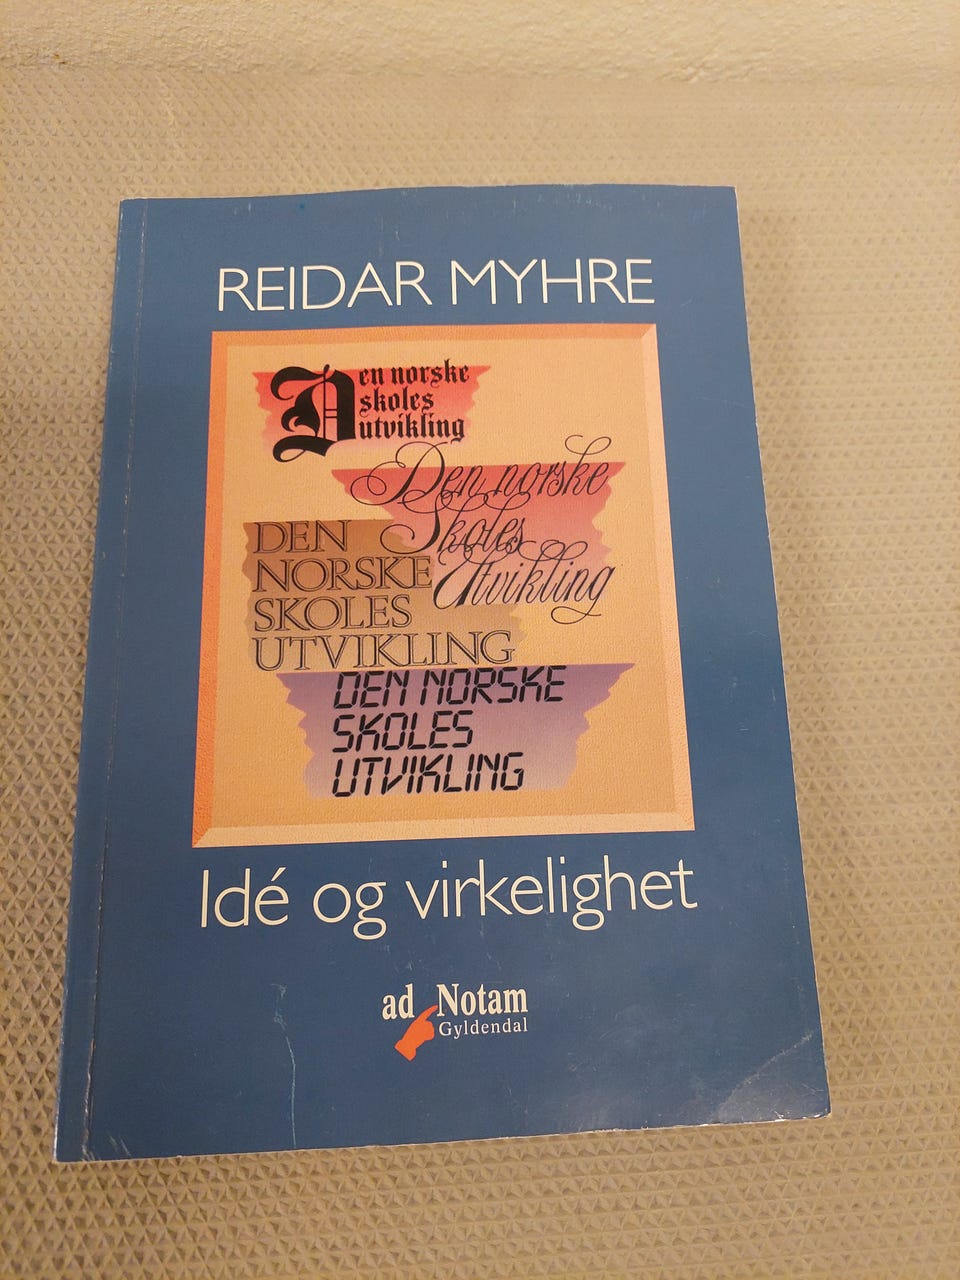 REIDAR MYHRE
Den norske
skoles
utvikling
Den norske
Skoles
Utvikling
DEN
NORSKE
SKOLES
UTVIKLING
DEN NORSKE
SKOLES
UTVIKLING
Idé og virkelighet
ad Notam
Gyldendal